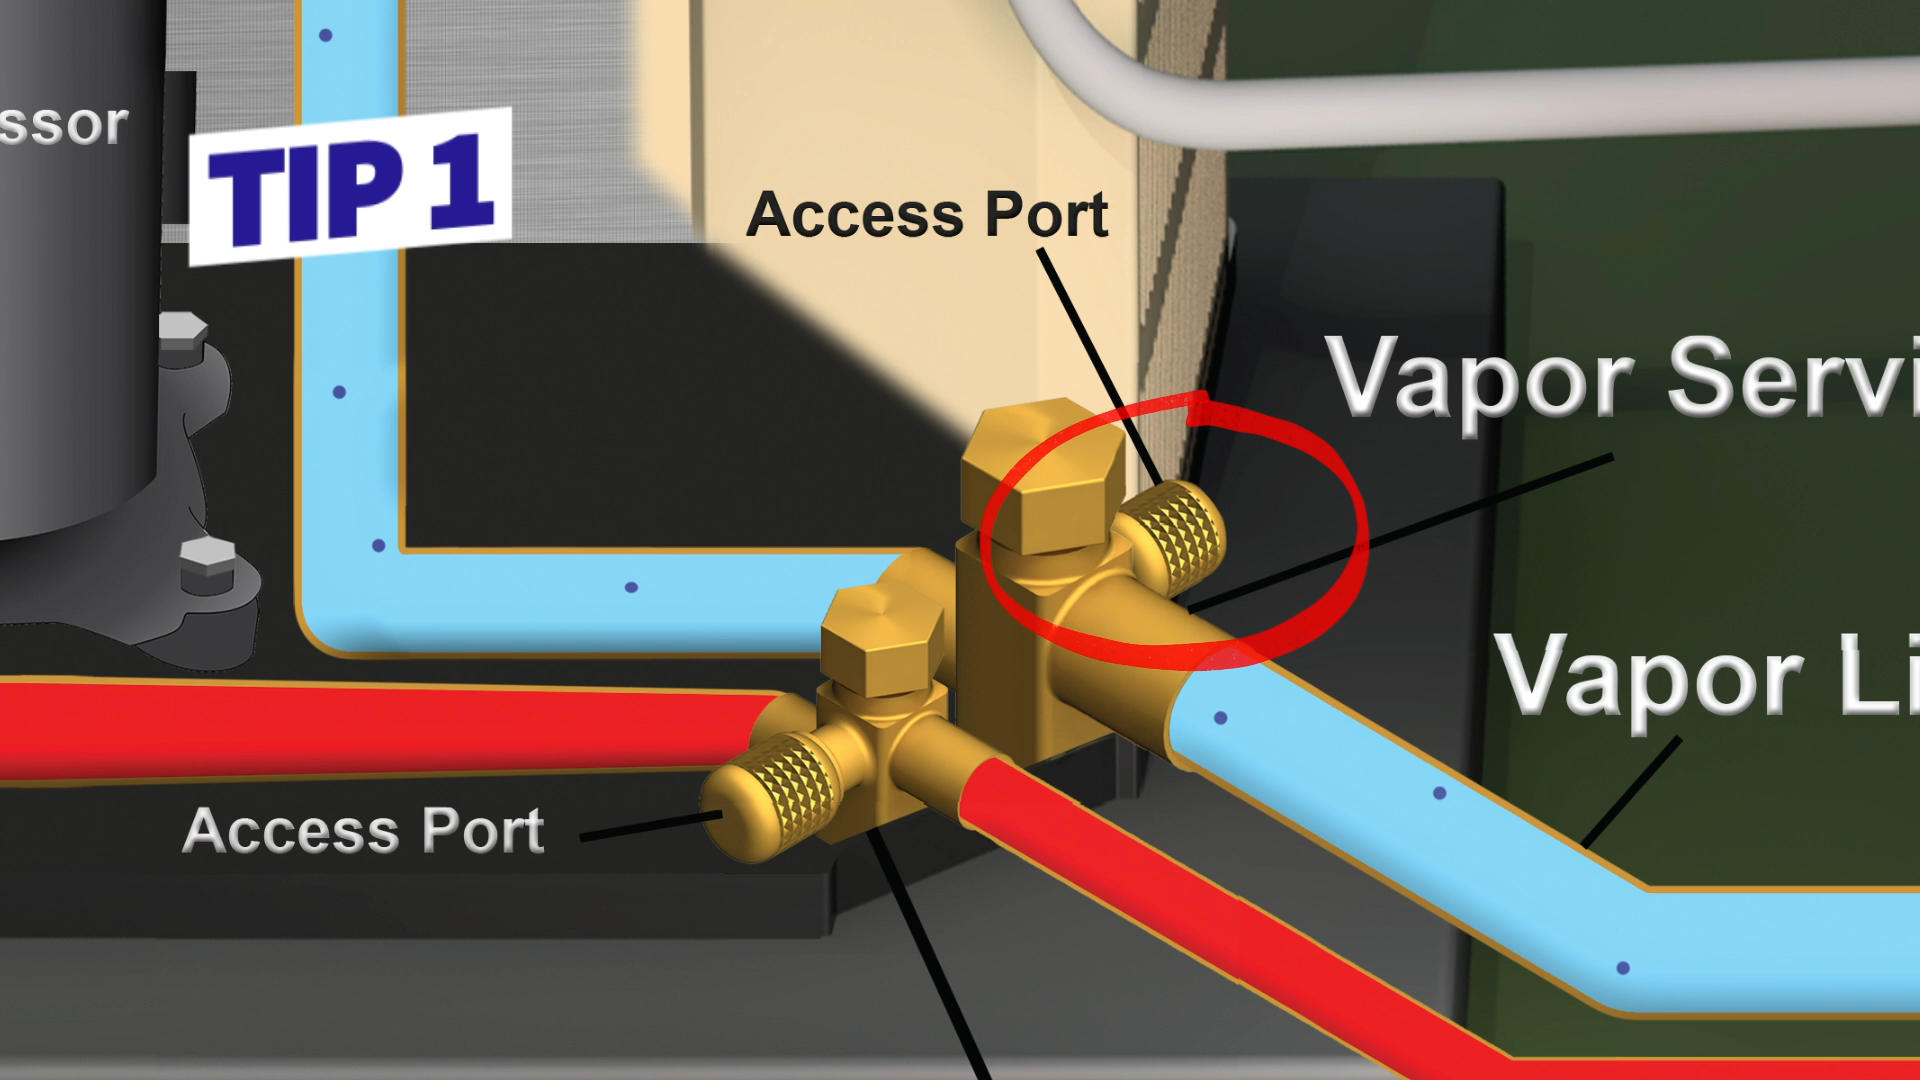 ssor
TIP 1
Access Port
Vapor Servi
Vapor Li
Access Port